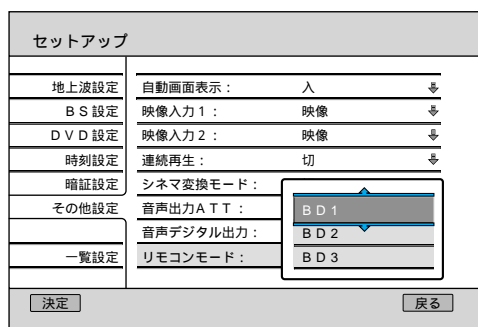 セットアップ
地上波設定
自動画面表示： 入
ＢＳ設定
映像入力１： 映像
ＤＶＤ設定
映像入力２： 映像
時刻設定
連続再生： 切
暗証設定
シネマ変換モード：
その他設定
音声出力ＡＴＴ：
ＢＤ１
音声デジタル出力：
ＢＤ２
一覧設定
リモコンモード：
ＢＤ３
決定
戻る